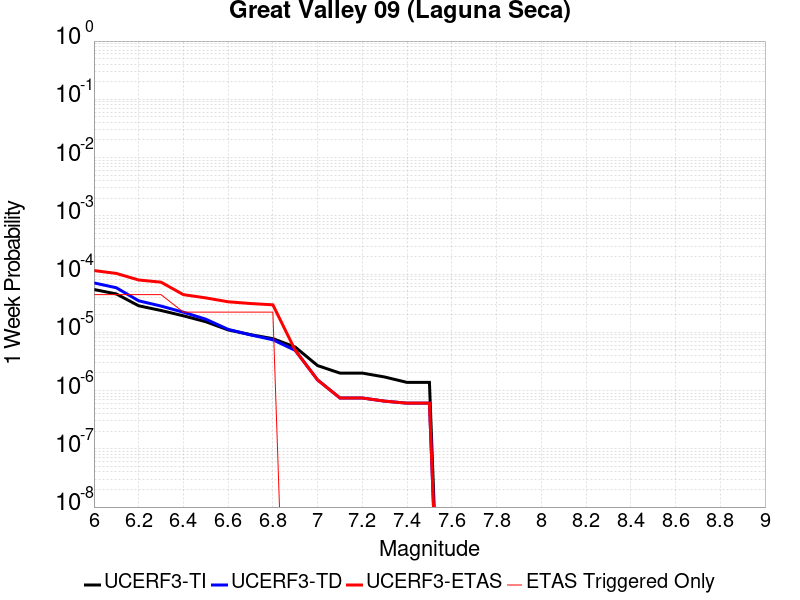 Great Valley 09 (Laguna Seca)
10^0
10^-1
10^-2
10^-3
10^-4
10^-5
10^-6
10^-7
10^-8
1 Week Probability
6 6.2 6.4 6.6 6.8 7 7.2 7.4 7.6 7.8 8 8.2 8.4 8.6 8.8 9
Magnitude
UCERF3-TI UCERF3-TD UCERF3-ETAS ETAS Triggered Only